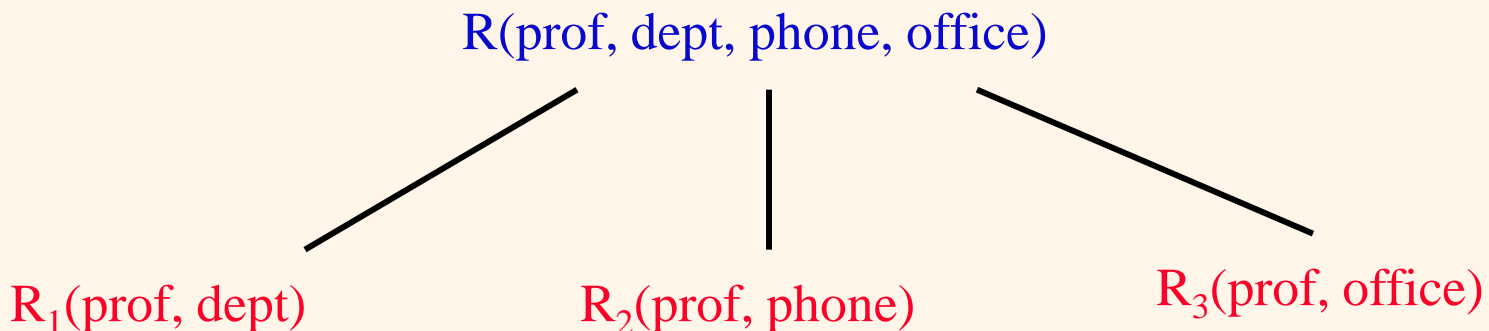 R(prof, dept, phone, office)
R₁(prof, dept)
R₂(prof, phone)
R₃(prof, office)